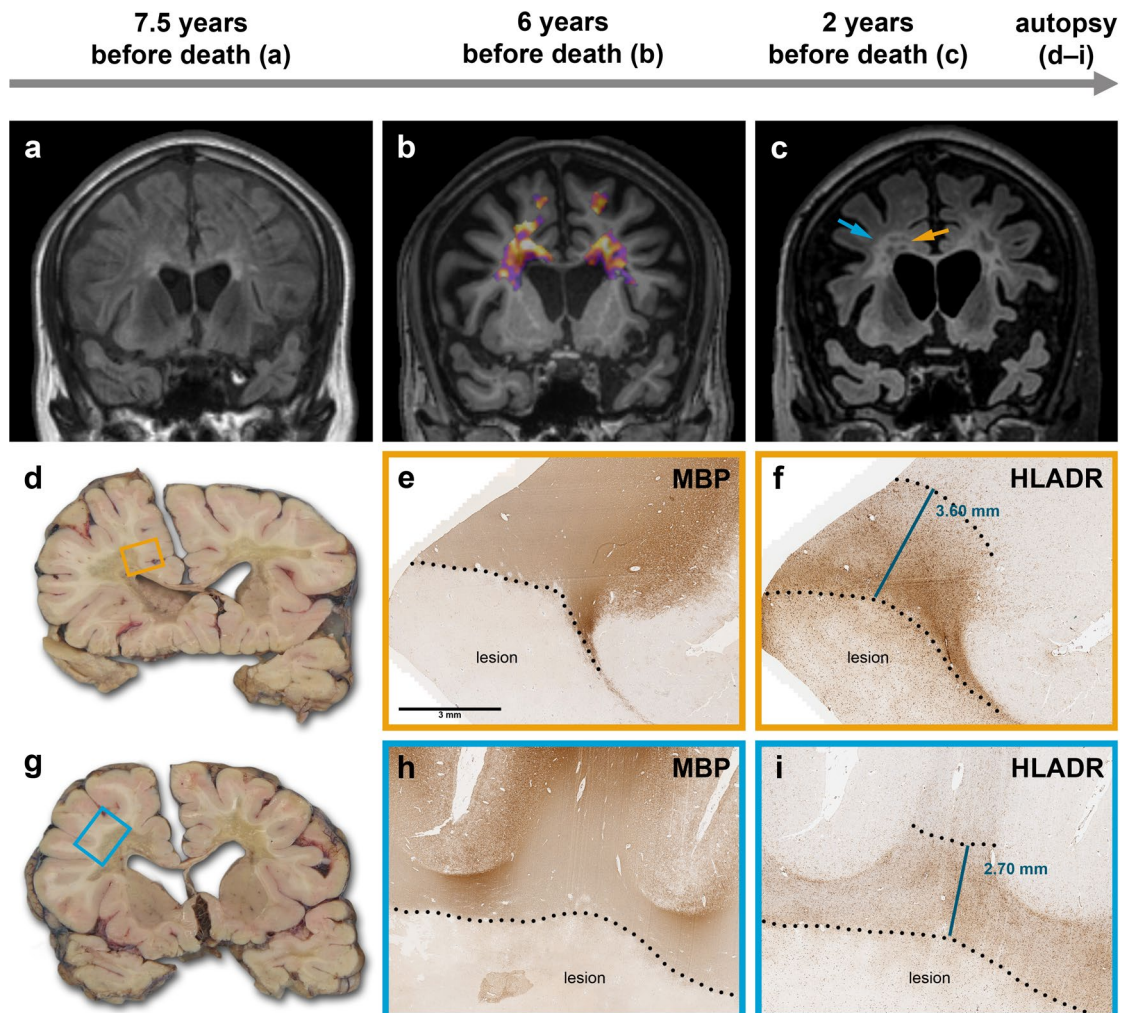 7.5 years
before death (a)
6 years
before death (b)
2 years
before death (c)
autopsy
(d–i)
a
b
c
d
e
MBP
lesion
3 mm
f
HLADR
3.60 mm
lesion
g
h
MBP
lesion
i
HLADR
2.70 mm
lesion